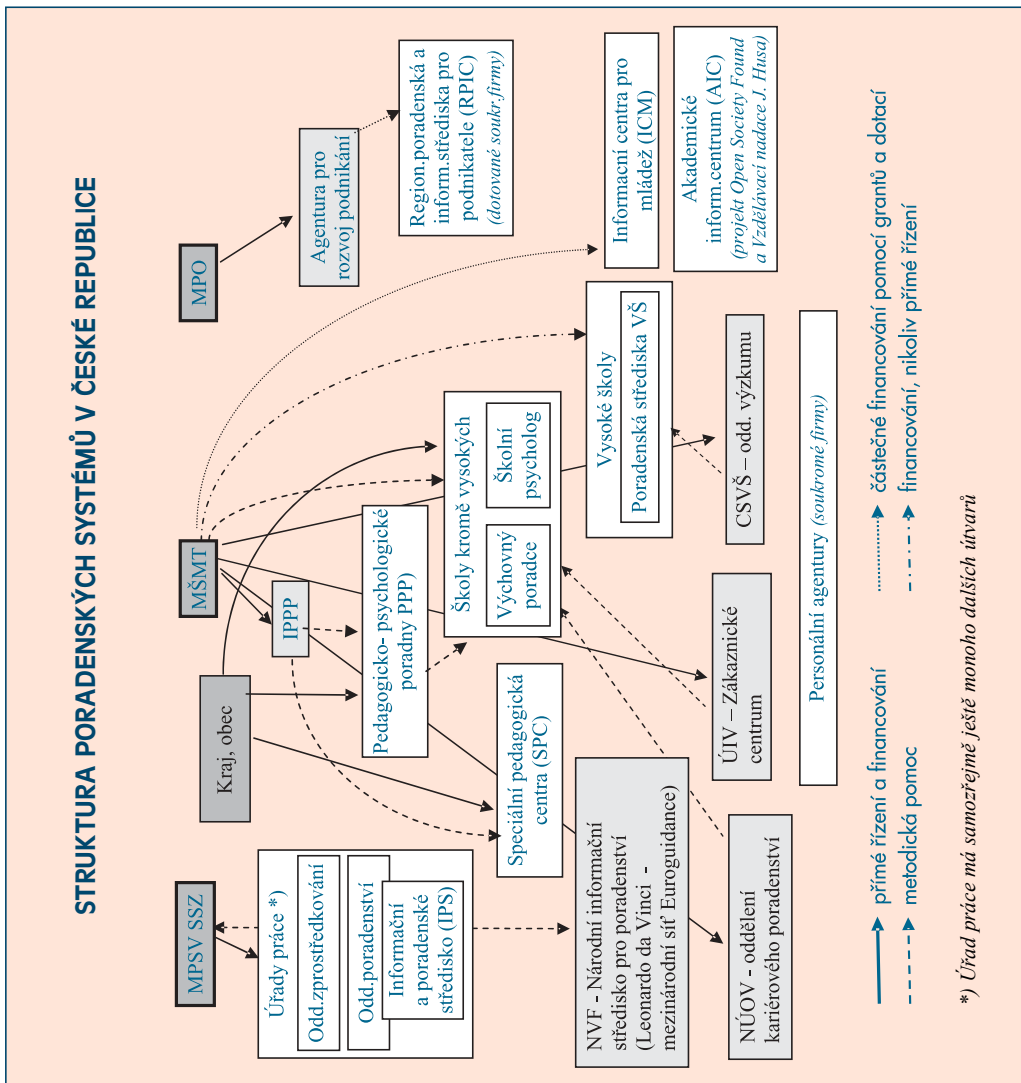 STRUKTURA PORADENSKÝCH SYSTÉMŮ V ČESKÉ REPUBLICE
MPSV SSZ
Kraj, obec
MŠMT
MPO
Úřady práce *)
Odd.zprostředkování
Odd.poradenství
Informační
a poradenské
středisko (IPS)
IPPP
Agentura pro
rozvoj podnikání
Pedagogicko- psychologické
poradny PPP)
Region.poradenská a
inform.střediska pro
podnikatele (RPIC)
(dotované soukr.firmy)
Školy kromě vysokých
Výchovný
poradce
Školní
psycholog
Speciální pedagogická
centra (SPC)
Vysoké školy
Poradenská střediska VŠ
Informacní centra pro
mládež (ICM)
Akademické
inform.centrum (AIC)
(projekt Open Society Found
a Vzdělávací nadace J. Husa)
NVF - Národní informační
středisko pro poradenství
(Leonardo da Vinci -
mezinárodní síť Euroguidance)
NÚOV - oddělení
kariérového poradenství
ÚIV – Zákaznické
centrum
CSVŠ – odd. výzkumu
Personální agentury (soukromé firmy)
přímé řízení a financování
metodická pomoc
částečné financování pomocí grantů a dotací
financování, nikoliv přímé řízení
*) Úřad práce má samozřejmě ještě monoho dalších útvarů